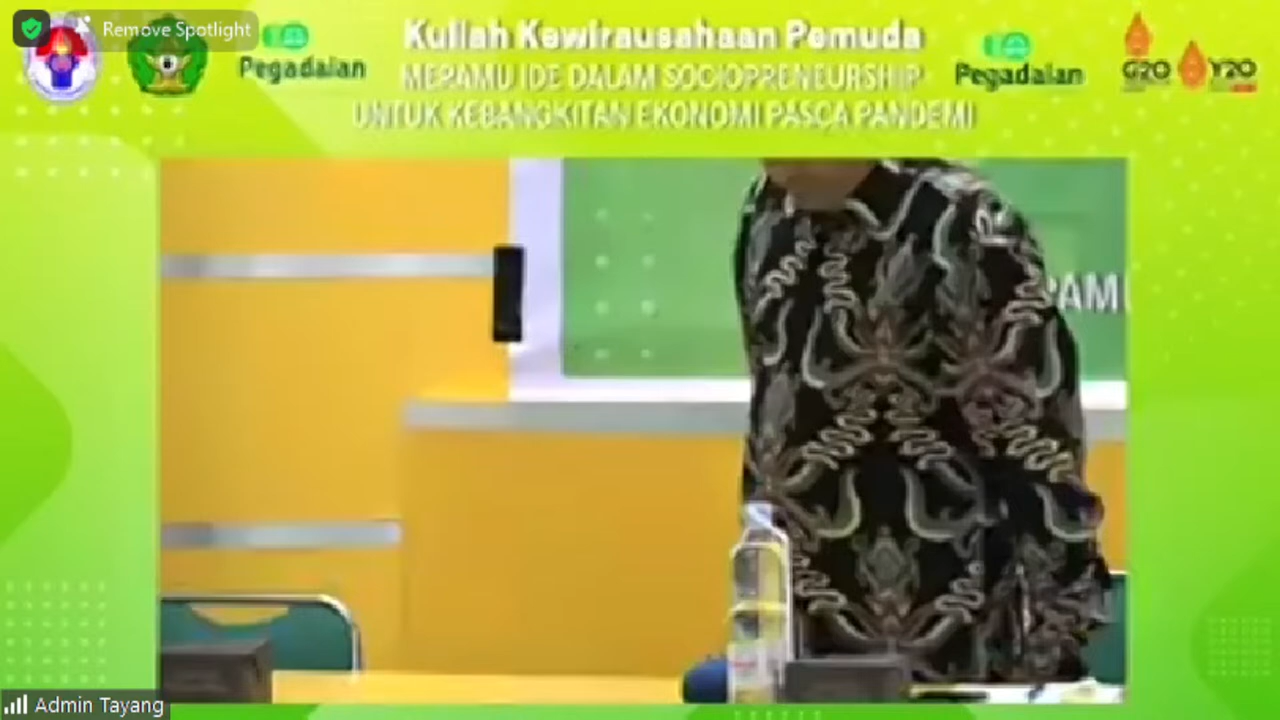 Remove Spotlight
Pegadaian
Kuliah Kewirausahaan Pemuda
MERAMU IDE DALAM SOCIOPRENEURSHIP
UNTUK KEBANGKITAN EKONOMI PASCA PANDEMI
Pegadaian
G20
Y20
Admin Tayang